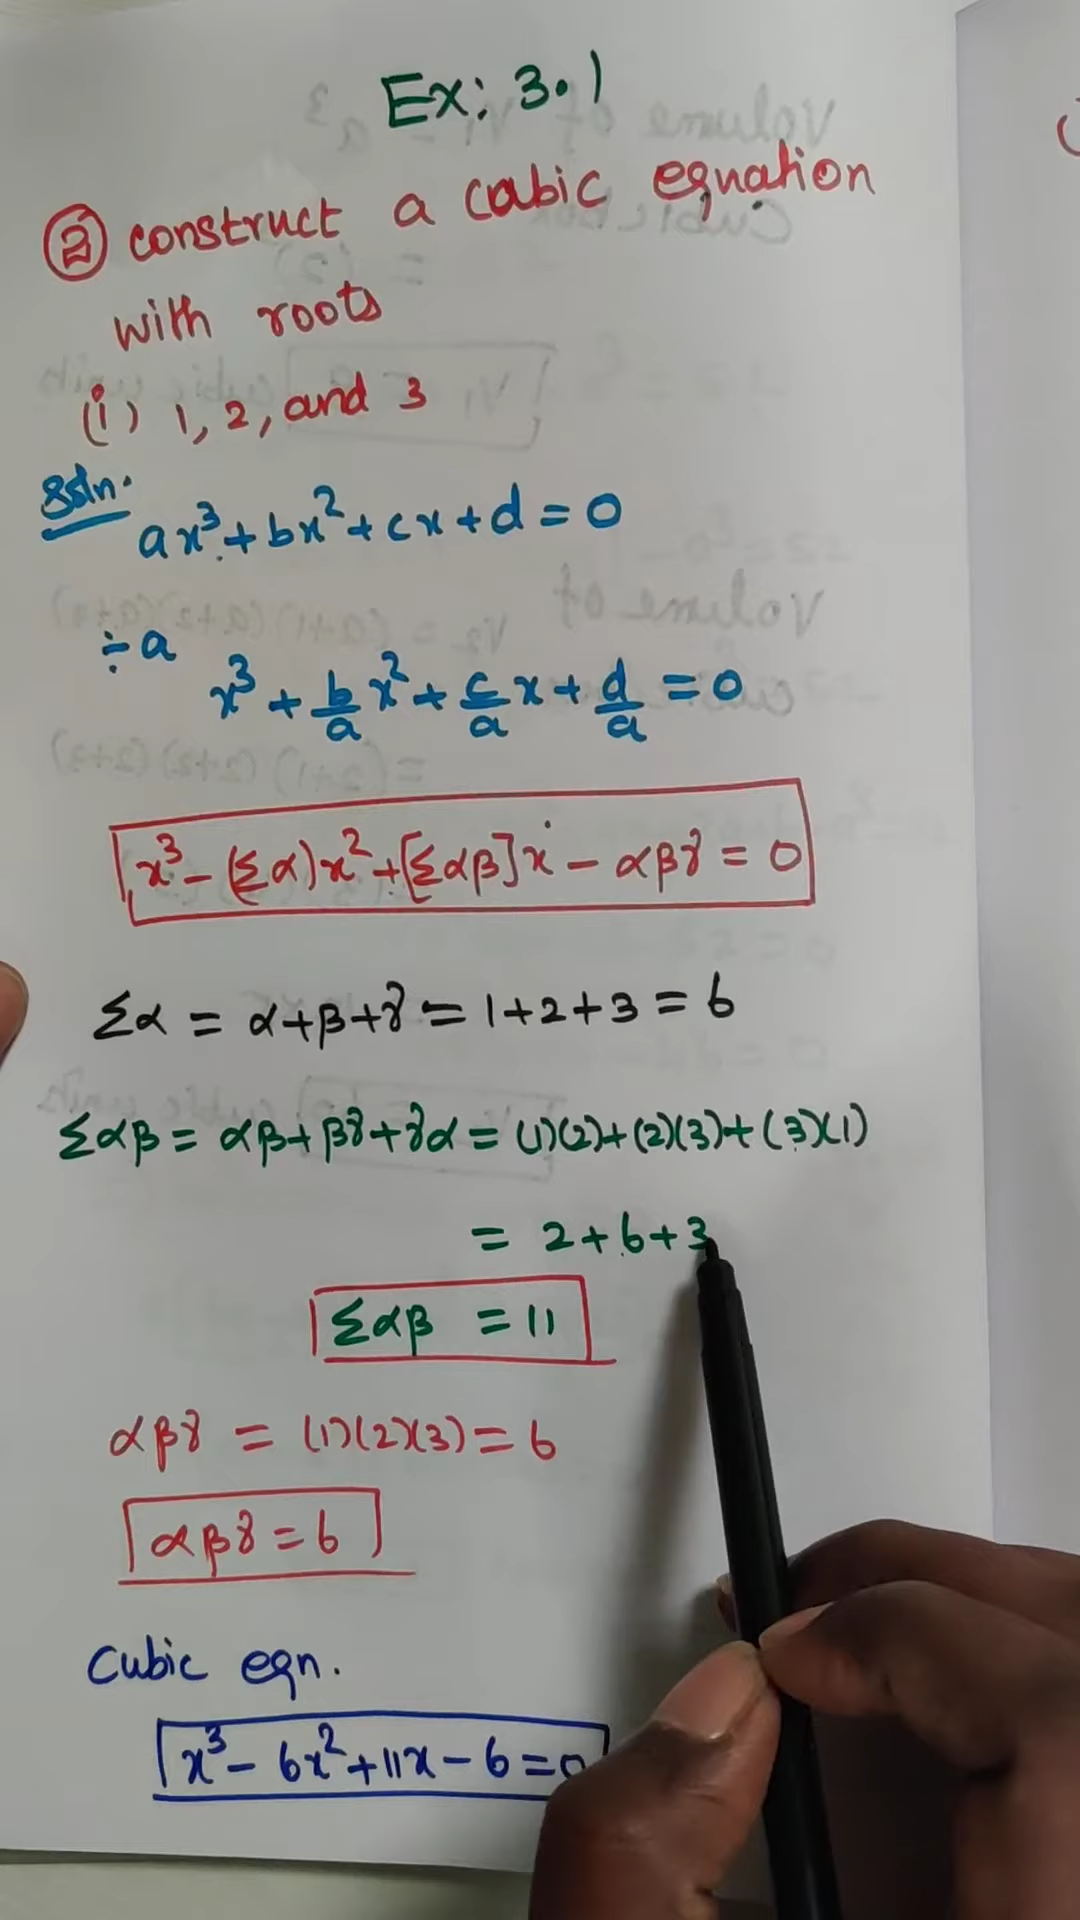 Ex: 3.1
② construct a cubic equation
with roots
(i) 1, 2, and 3
Soln.
ax³ + bx² + cx + d = 0
÷ a
x³ + b/a x² + c/a x + d/a = 0
x³ - (Σα)x² + [Σαβ]x - αβγ = 0
Σα = α+β+γ = 1+2+3 = 6
Σαβ = αβ+βγ+γα = (1)(2)+(2)(3)+(3)(1)
= 2+6+3
Σαβ = 11
αβγ = (1)(2)(3) = 6
αβγ = 6
Cubic eqn.
x³ - 6x² + 11x - 6 = 0